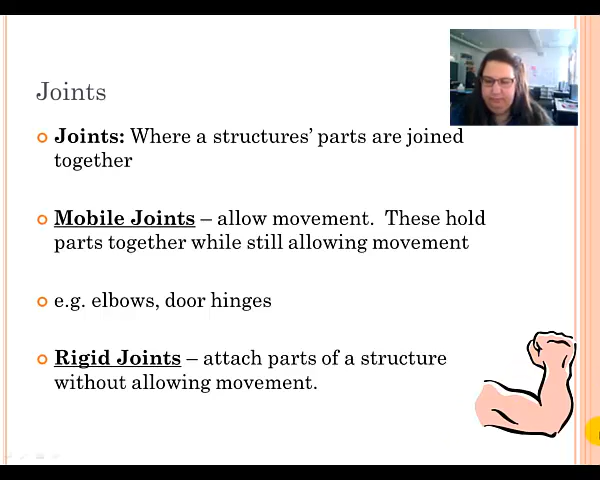 Joints
Joints: Where a structures' parts are joined
together
Mobile Joints – allow movement. These hold
parts together while still allowing movement
e.g. elbows, door hinges
Rigid Joints – attach parts of a structure
without allowing movement.